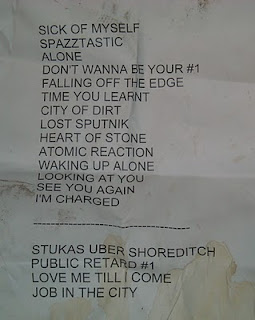 SICK OF MYSELF
SPAZZTASTIC
ALONE
DON'T WANNA BE YOUR #1
FALLING OFF THE EDGE
TIME YOU LEARNT
CITY OF DIRT
LOST SPUTNIK
HEART OF STONE
ATOMIC REACTION
WAKING UP ALONE
LOOKING AT YOU
SEE YOU AGAIN
I'M CHARGED
--------------------------------
STUKAS UBER SHOREDITCH
PUBLIC RETARD #1
LOVE ME TILL I COME
JOB IN THE CITY